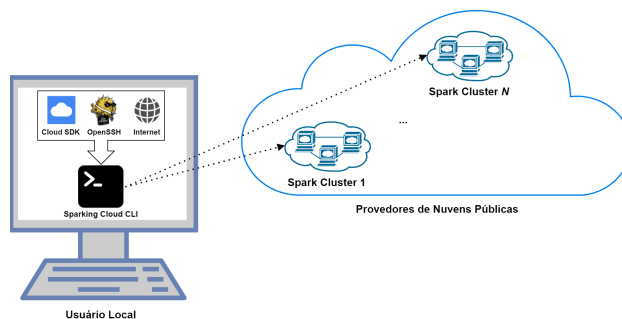 Spark Cluster N
...
Cloud SDK OpenSSH Internet
Spark Cluster 1
>_
Sparking Cloud CLI
Provedores de Nuvens Públicas
Usuário Local